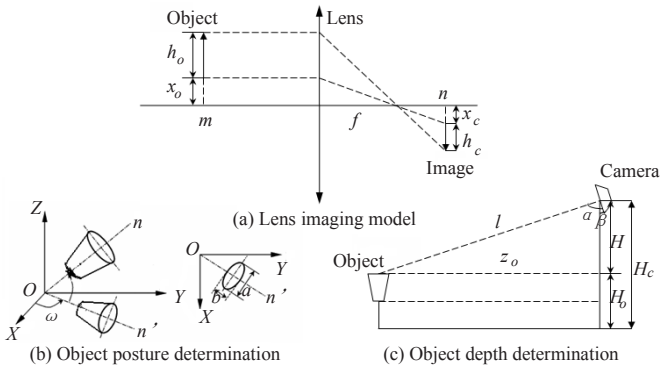 Object
Lens
h_o
x_o
m
f
n
x_c
h_c
Image
(a) Lens imaging model
Z
n
O
Y
X
ω
n’
O
Y
b
a
X
n’
(b) Object posture determination
Camera
α
β
l
H
H_c
Object
z_o
H_o
(c) Object depth determination